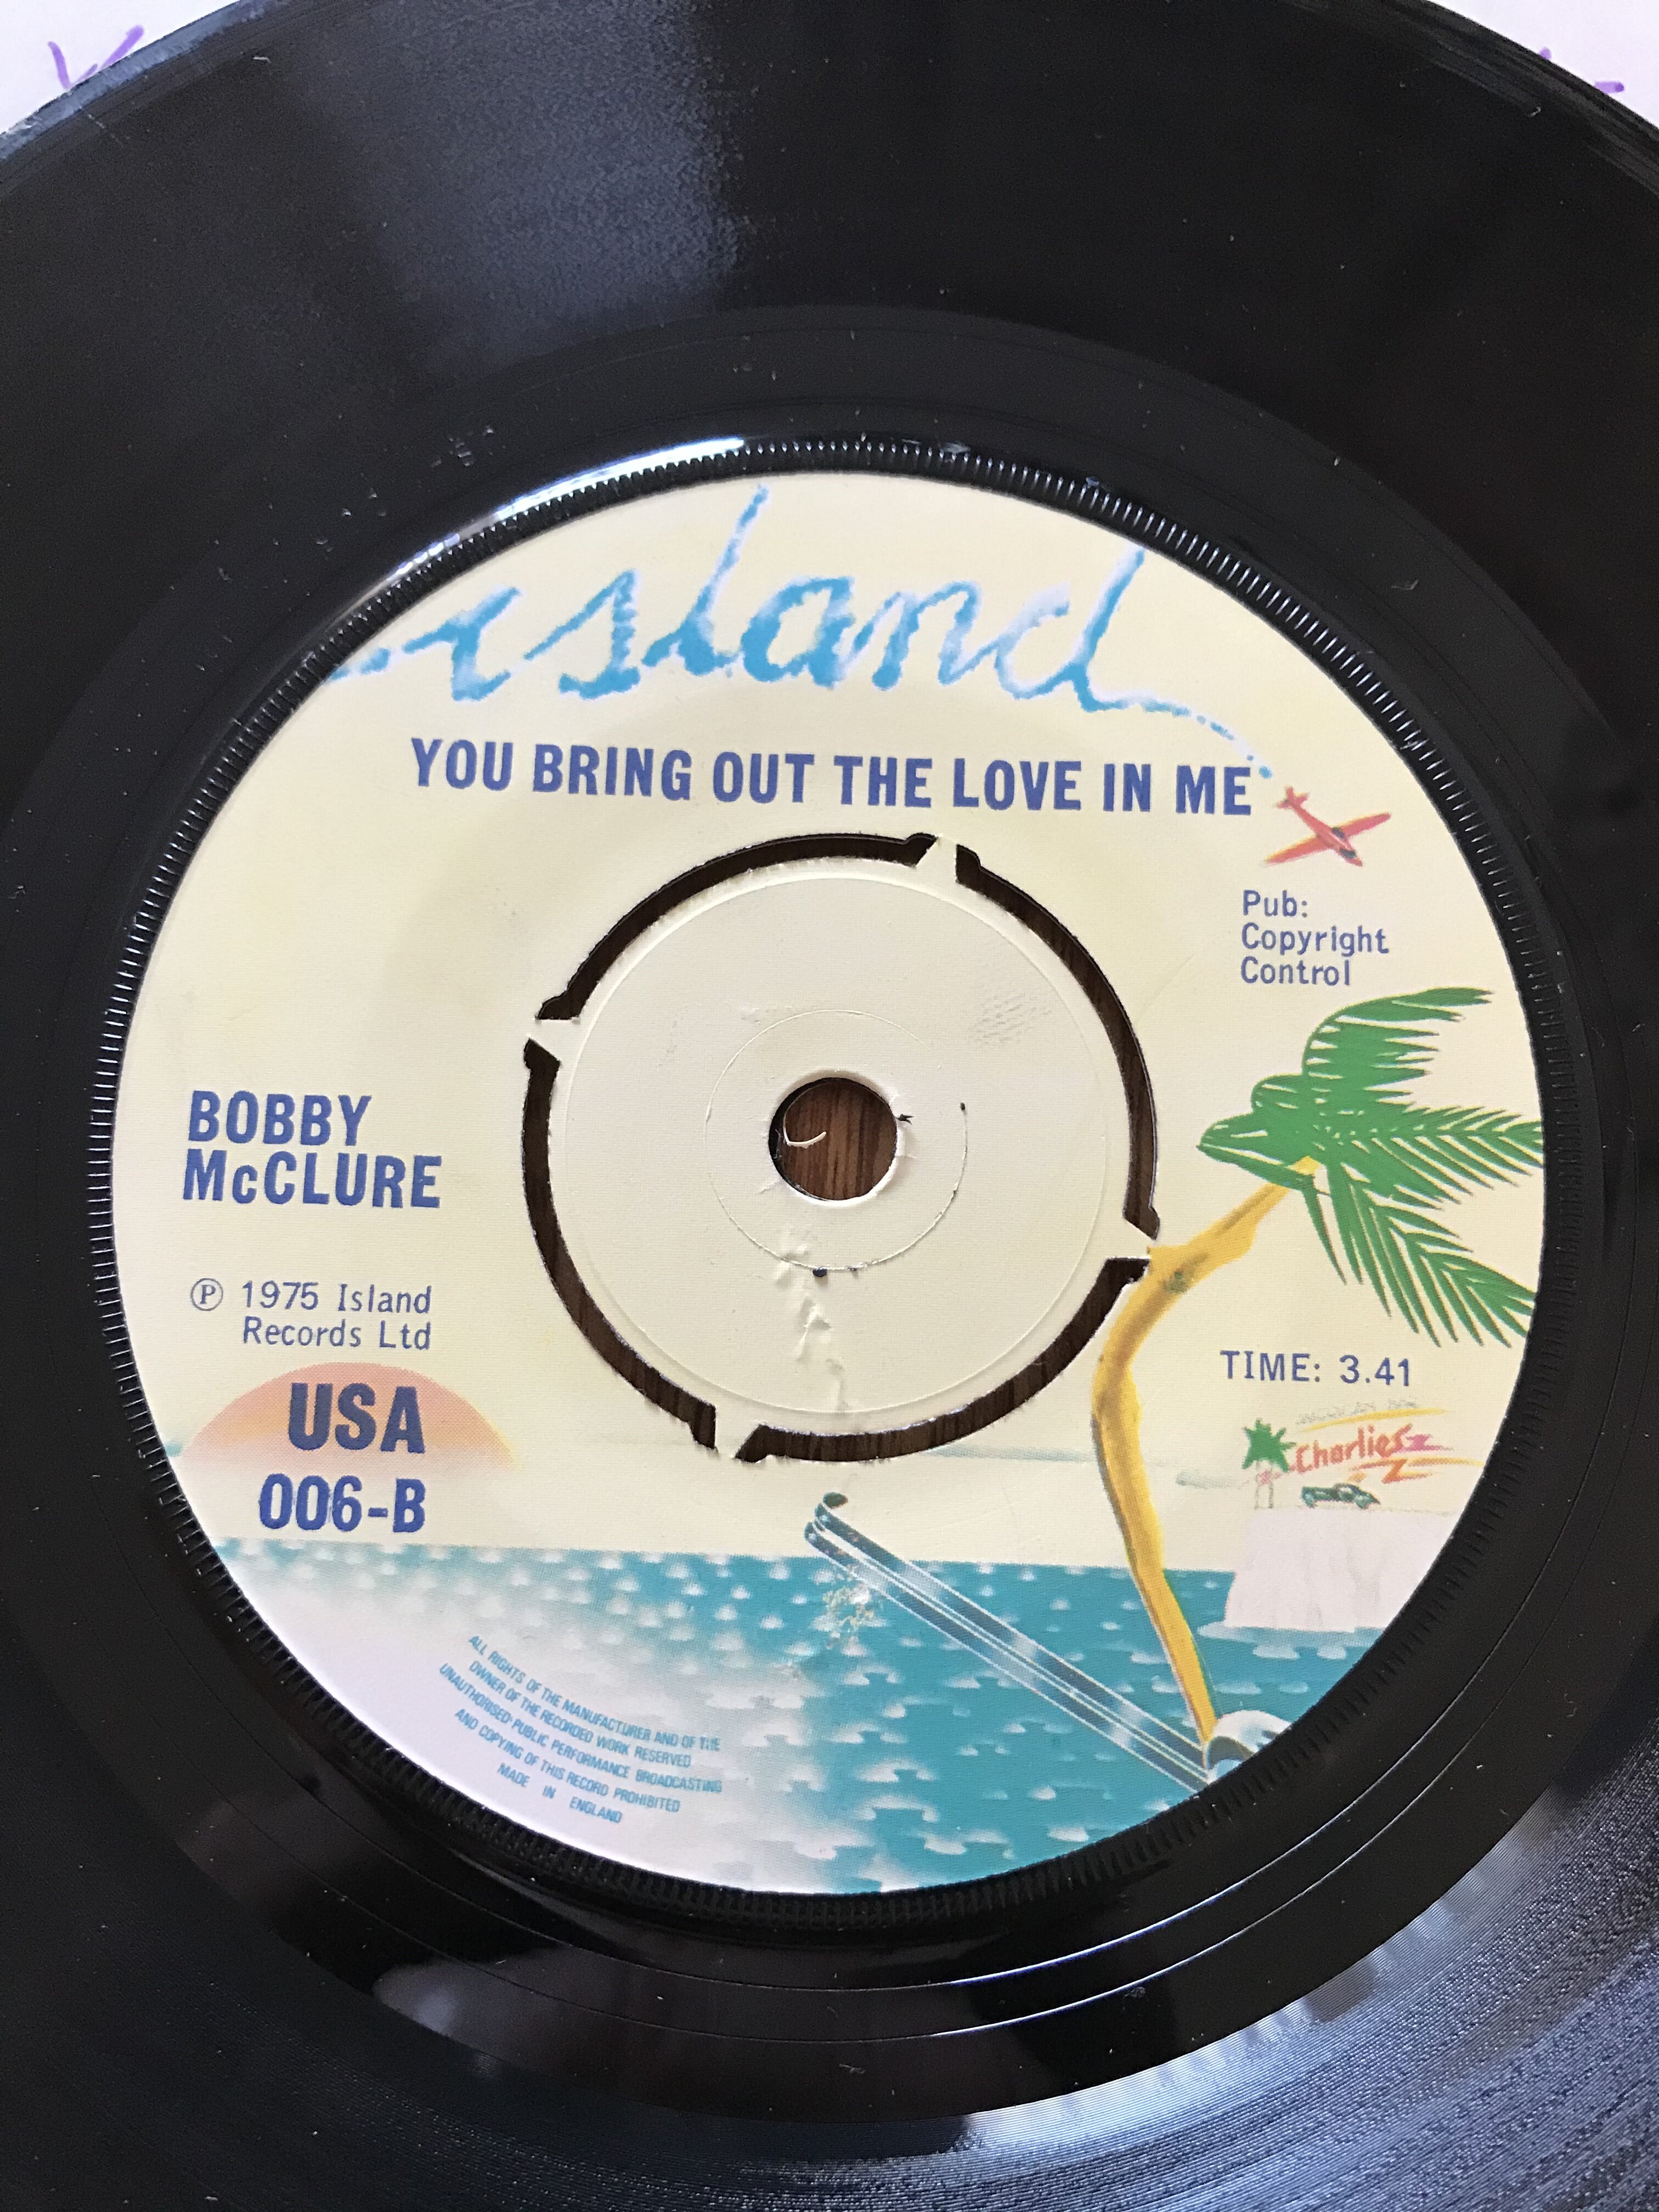 island
YOU BRING OUT THE LOVE IN ME
Pub:
Copyright
Control
BOBBY
McCLURE
Ⓟ 1975 Island
Records Ltd
USA
006-B
TIME: 3.41
Charlies
ALL RIGHTS OF THE MANUFACTURER AND OF THE
OWNER OF THE RECORDED WORK RESERVED
UNAUTHORISED PUBLIC PERFORMANCE BROADCASTING
AND COPYING OF THIS RECORD PROHIBITED
MADE IN ENGLAND